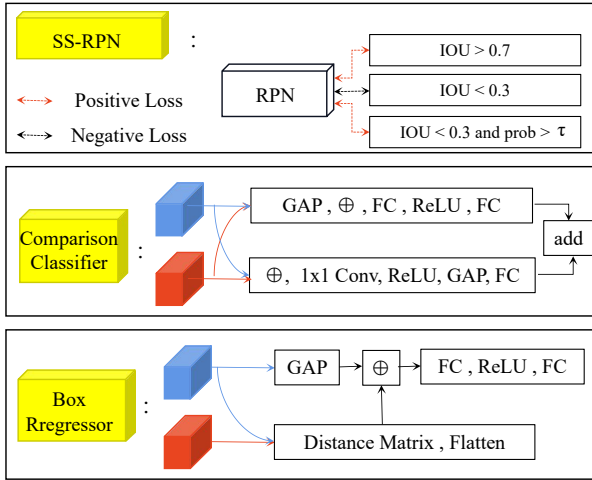 SS-RPN :
Positive Loss
Negative Loss
RPN
IOU > 0.7
IOU < 0.3
IOU < 0.3 and prob > τ
Comparison
Classifier :
GAP , ⊕ , FC , ReLU , FC
⊕, 1x1 Conv, ReLU, GAP, FC
add
Box
Rregressor :
GAP
⊕
FC , ReLU , FC
Distance Matrix , Flatten